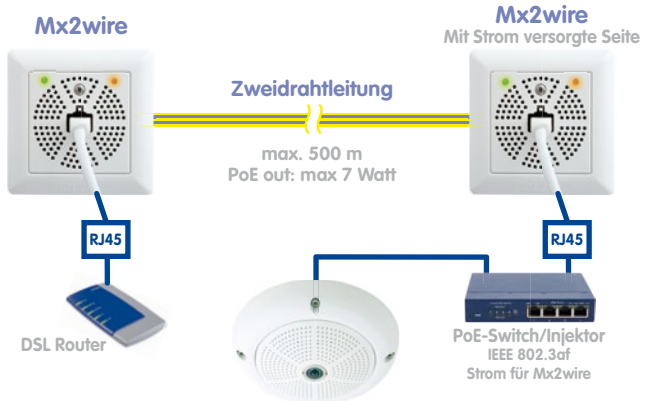 Mx2wire
Mx2wire
Mit Strom versorgte Seite
Zweidrahtleitung
max. 500 m
PoE out: max 7 Watt
RJ45
RJ45
DSL Router
PoE-Switch/Injektor
IEEE 802.3af
Strom für Mx2wire